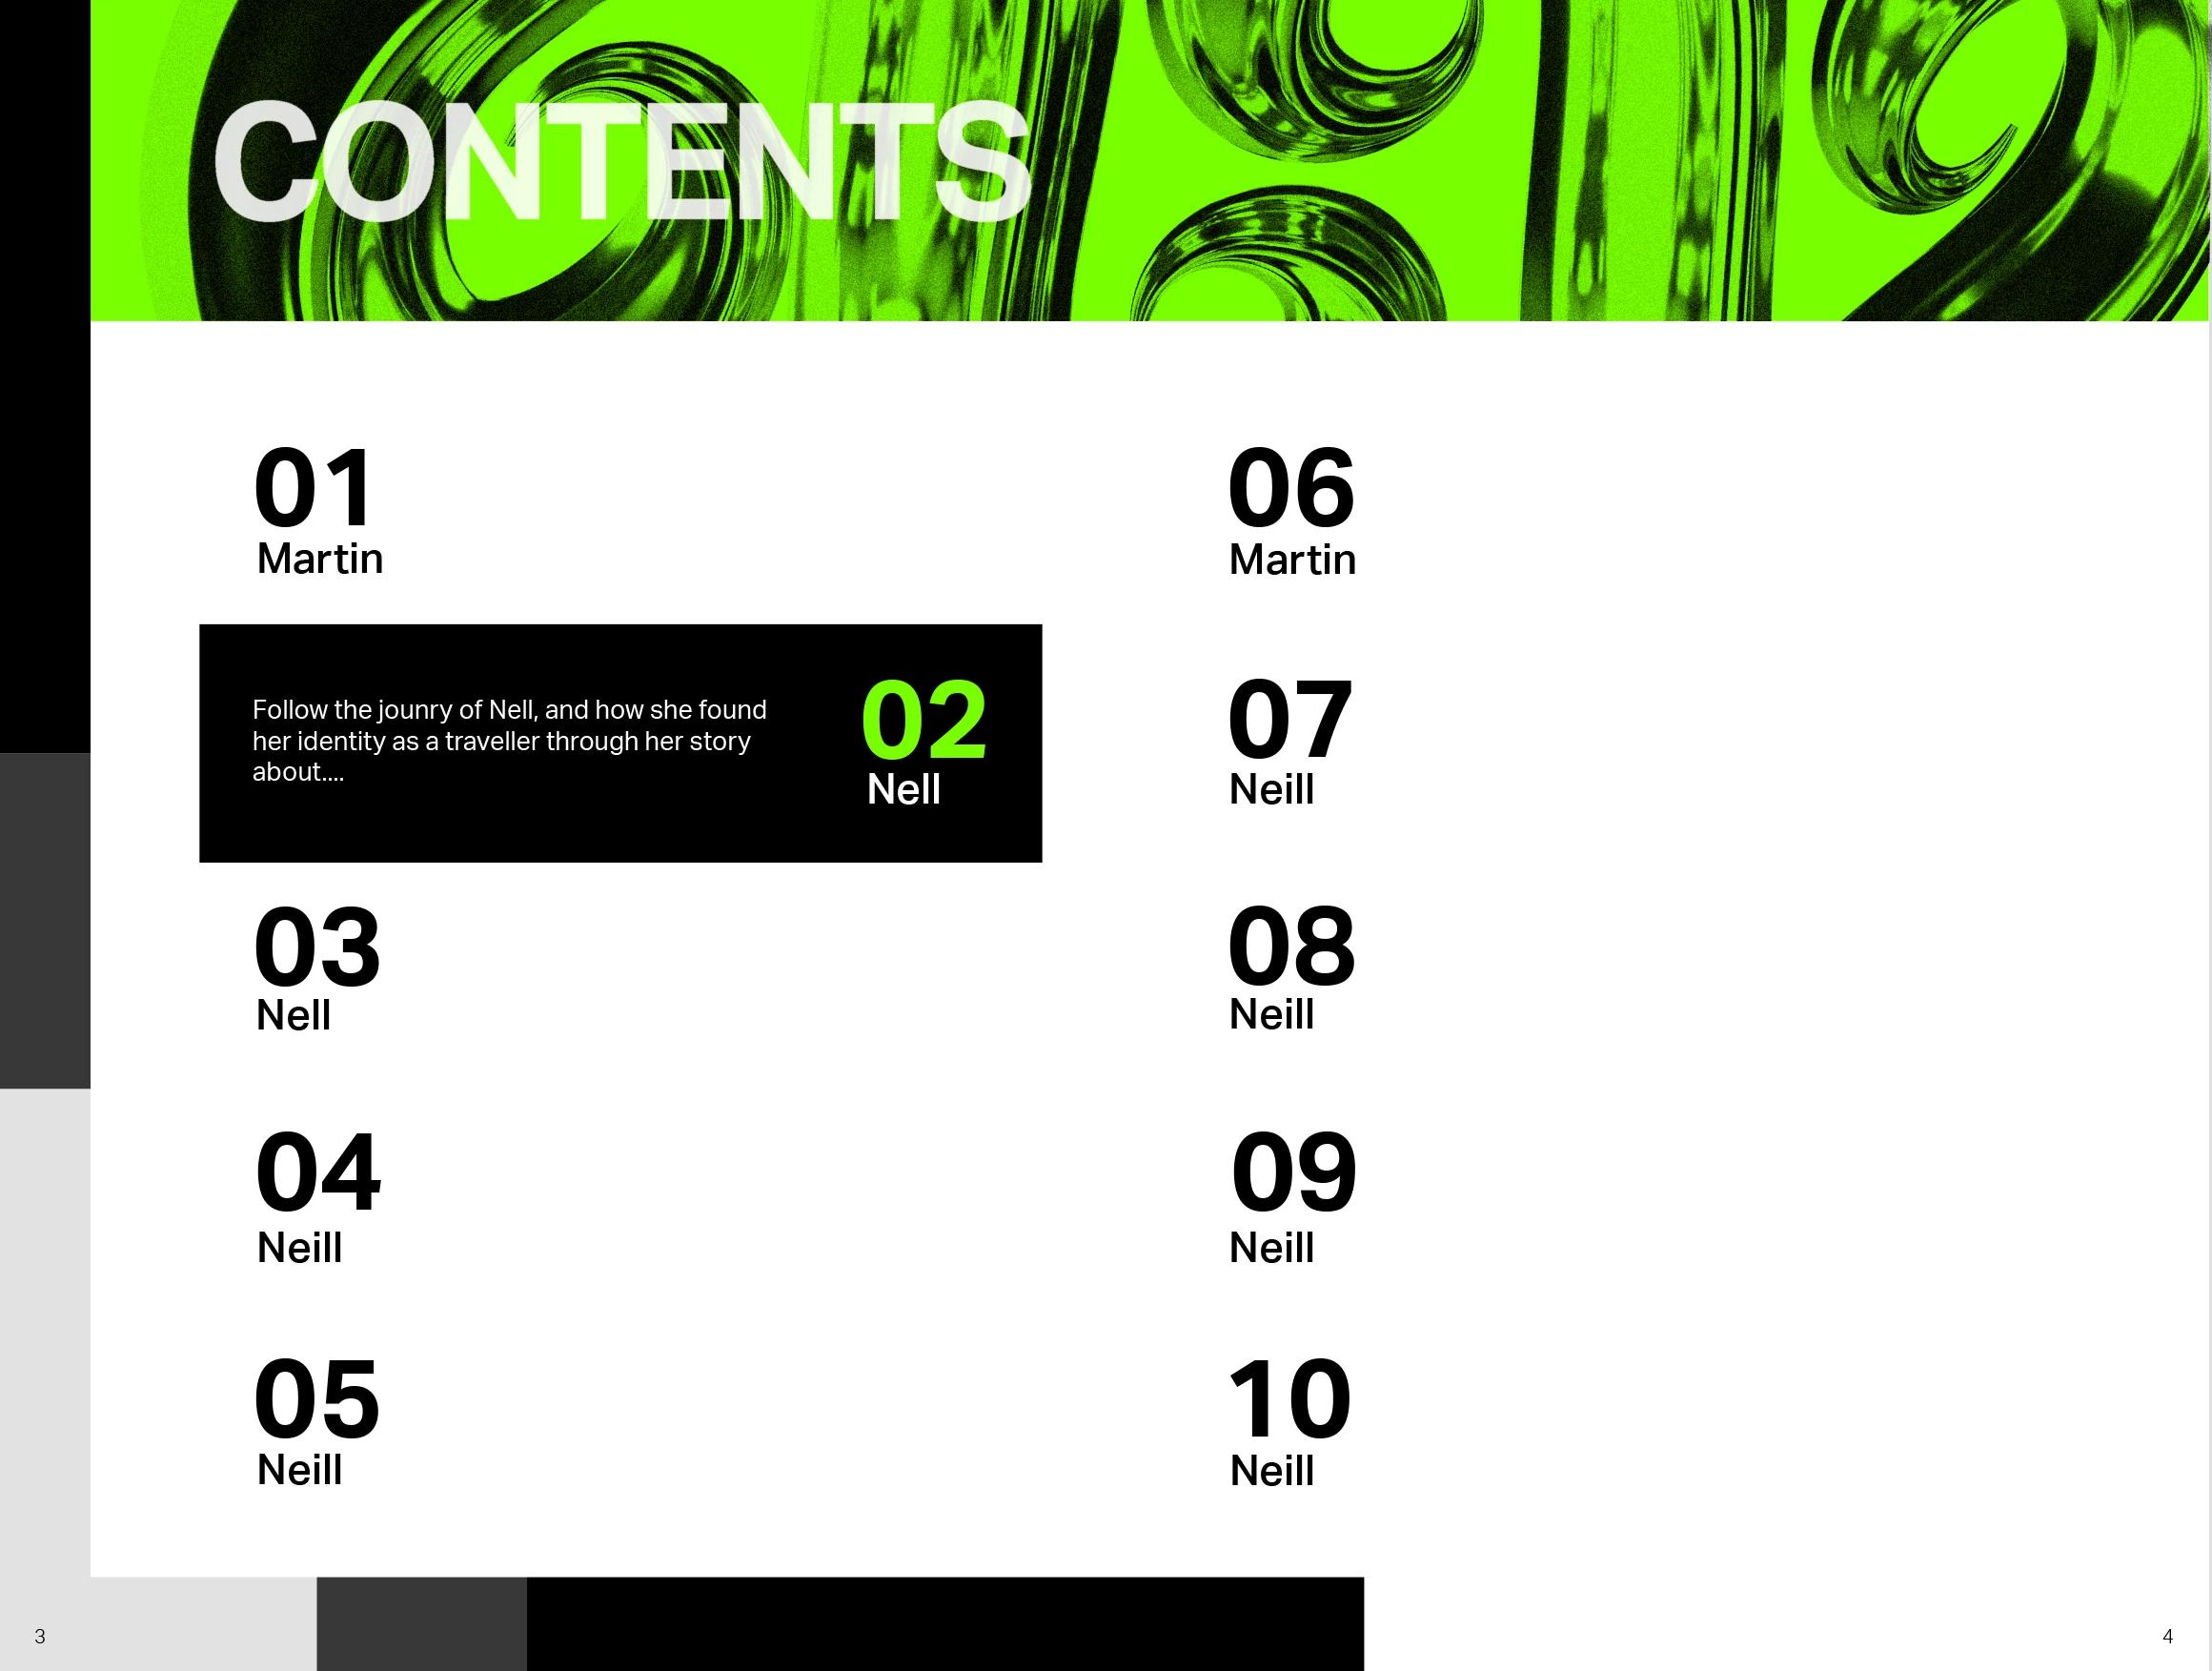 CONTENTS
01
Martin
Follow the jounry of Nell, and how she found
her identity as a traveller through her story
about....
02
Nell
03
Nell
04
Neill
05
Neill
06
Martin
07
Neill
08
Neill
09
Neill
10
Neill
3
4